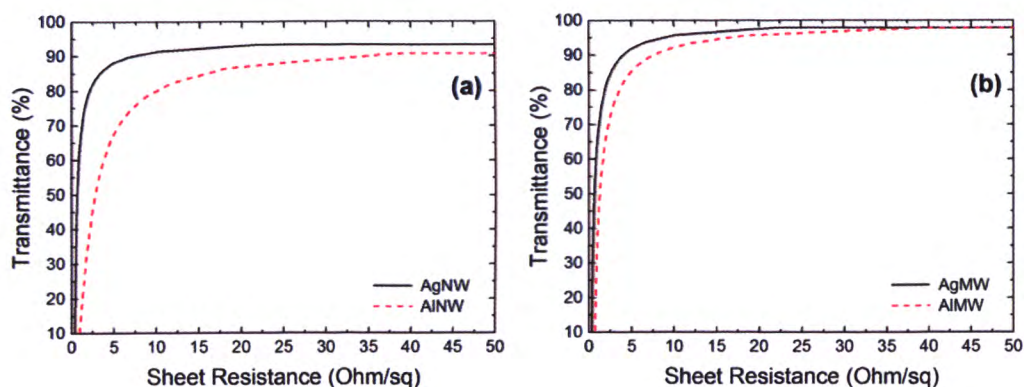 100
90
80
70
60
50
40
30
20
10
Transmittance (%)
(a)
AgNW
AlNW
0 5 10 15 20 25 30 35 40 45 50
Sheet Resistance (Ohm/sq)
100
90
80
70
60
50
40
30
20
10
Transmittance (%)
(b)
AgMW
AlMW
0 5 10 15 20 25 30 35 40 45 50
Sheet Resistance (Ohm/sq)